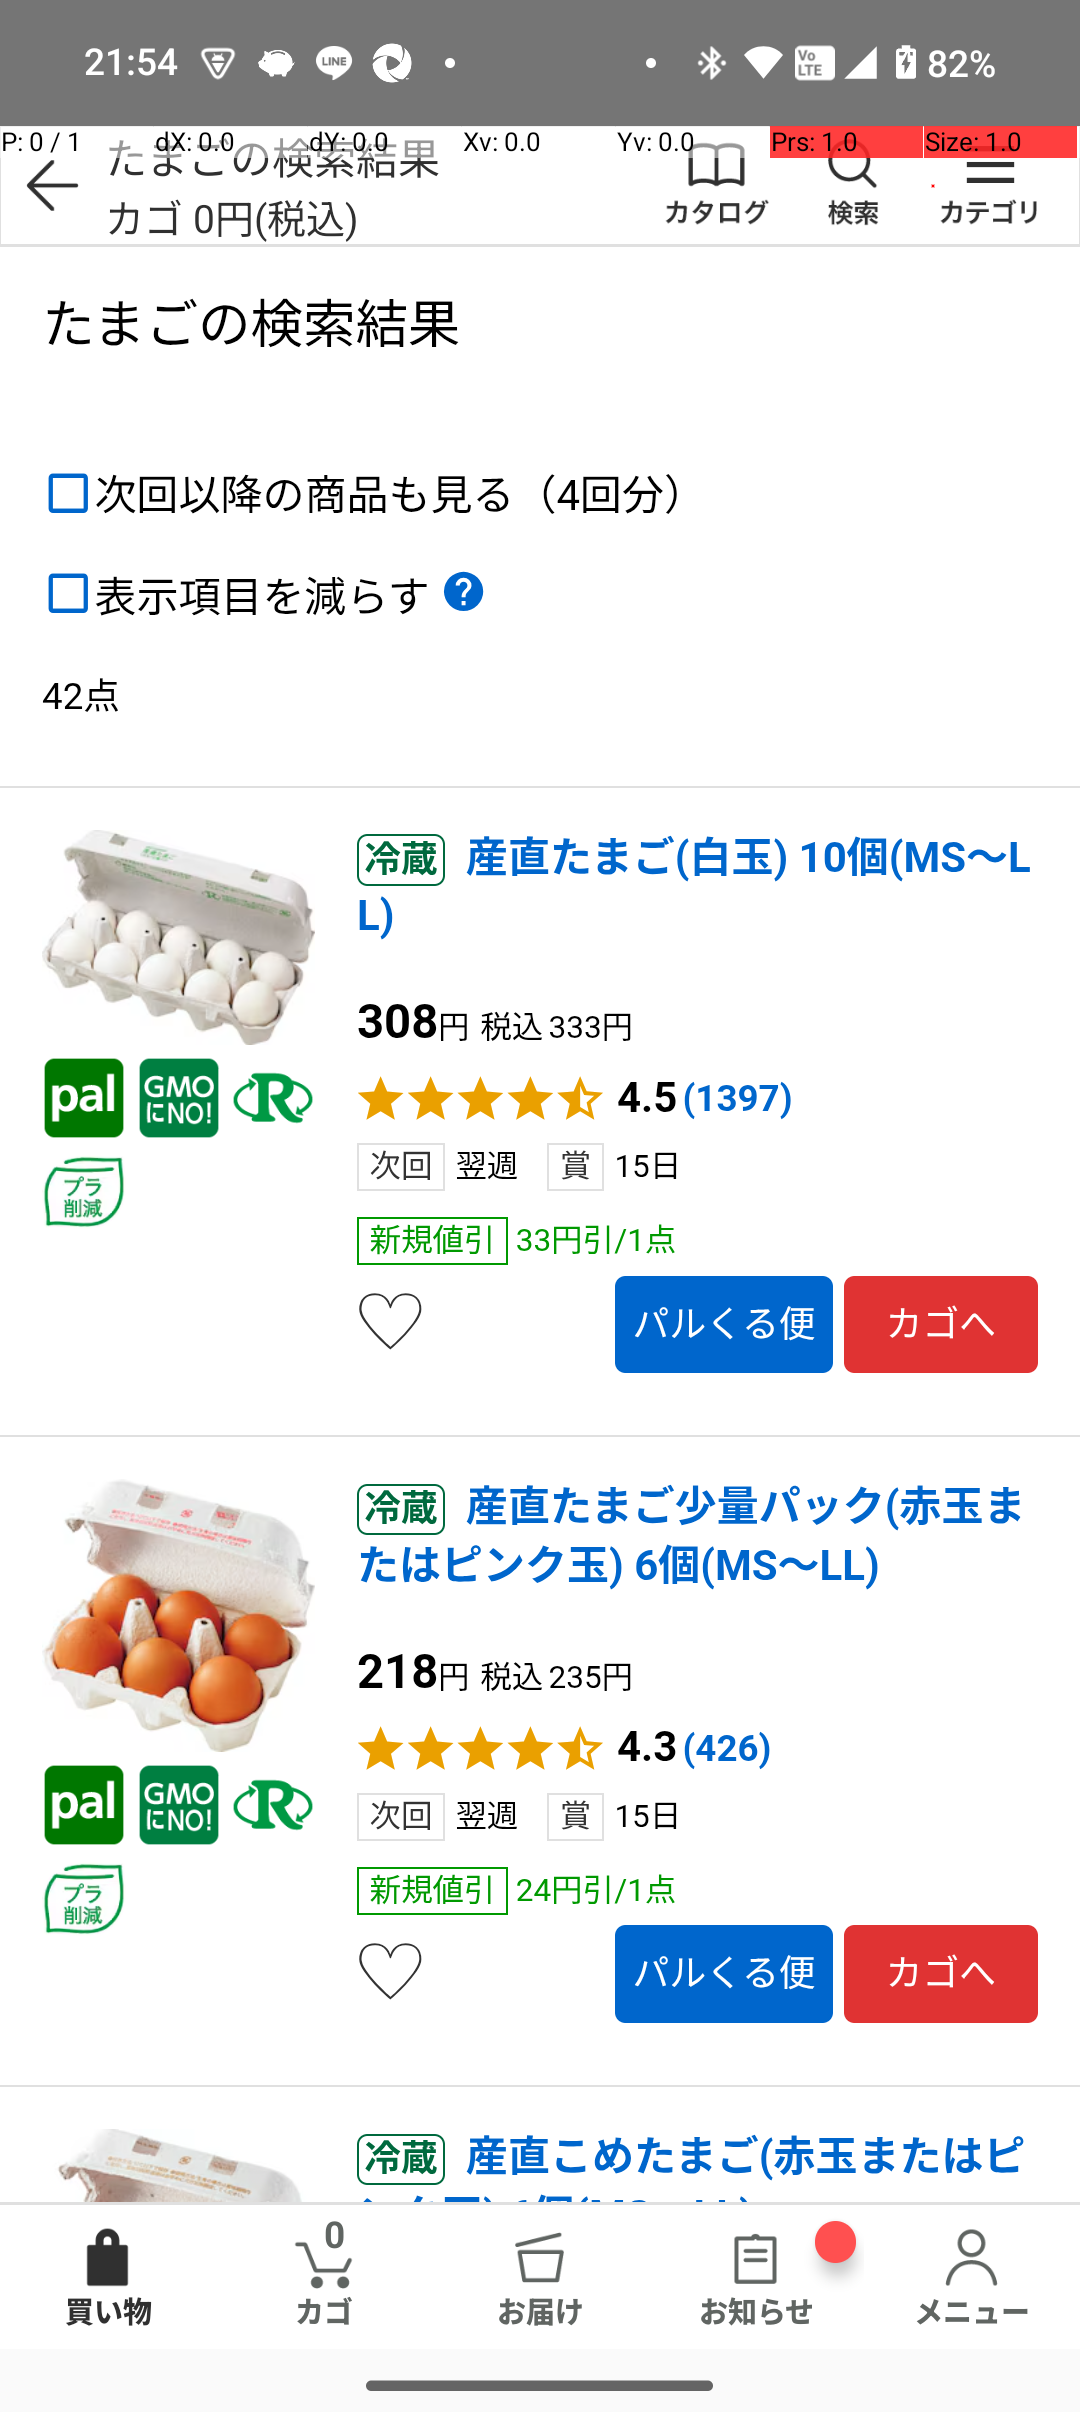 21:54 LINE Vo LTE 82%
P: 0 / 1 dX: 0.0 dY: 0.0 Xv: 0.0 Yv: 0.0 Prs: 1.0 Size: 1.0
たまごの検索結果
カゴ 0円(税込)
カタログ 検索 カテゴリ
たまごの検索結果
次回以降の商品も見る（4回分）
表示項目を減らす ?
42点
冷蔵 産直たまご(白玉) 10個(MS〜L
L)
308円 税込 333円
4.5 (1397)
次回 翌週 賞 15日
新規値引 33円引/1点
パルくる便 カゴへ
pal GMOにNO! R
プラ削減
冷蔵 産直たまご少量パック(赤玉ま
たはピンク玉) 6個(MS〜LL)
218円 税込 235円
4.3 (426)
次回 翌週 賞 15日
新規値引 24円引/1点
パルくる便 カゴへ
pal GMOにNO! R
プラ削減
冷蔵 産直こめたまご(赤玉またはピ
0
買い物 カゴ お届け お知らせ メニュー